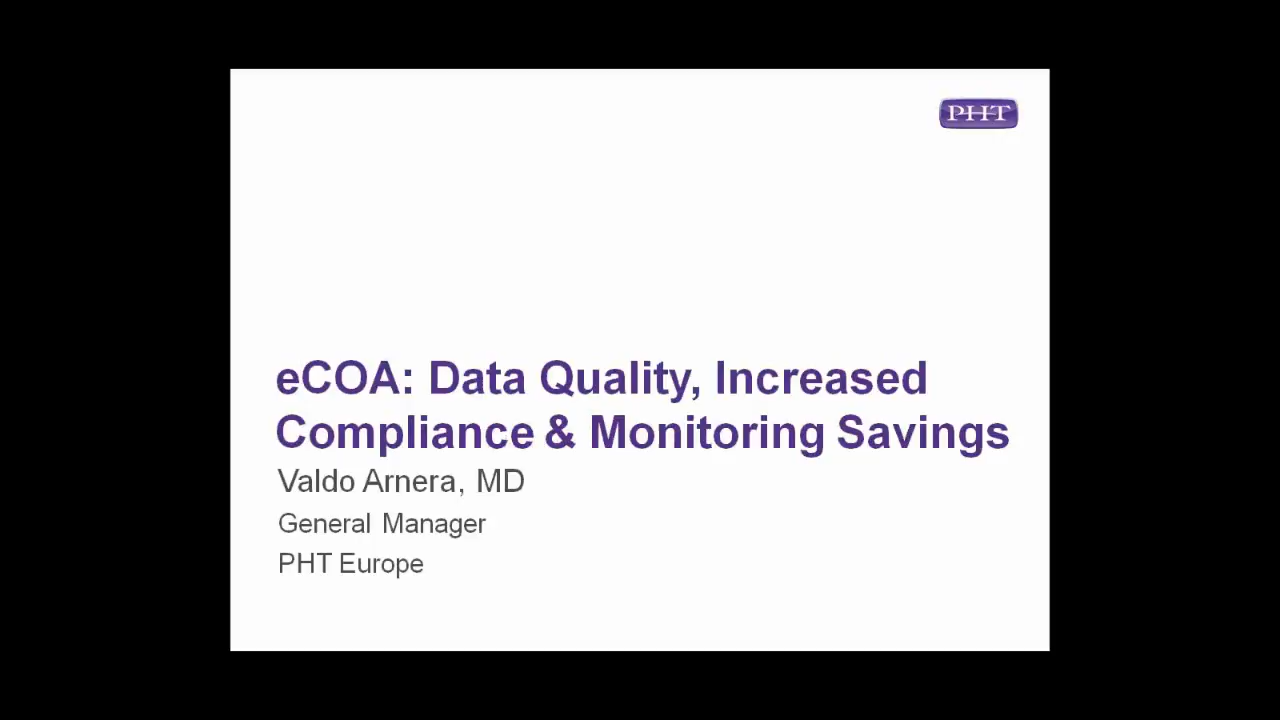 PHT
eCOA: Data Quality, Increased
Compliance & Monitoring Savings
Valdo Arnera, MD
General Manager
PHT Europe